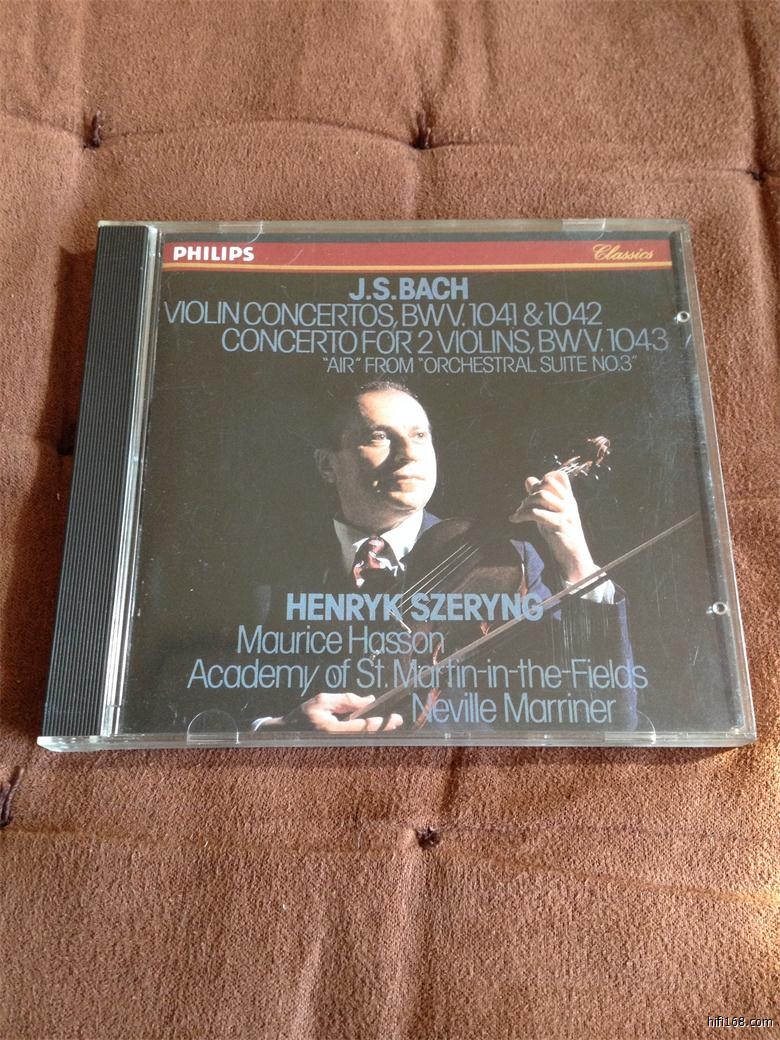 PHILIPS
Classics
J.S.BACH
VIOLIN CONCERTOS, BWV. 1041 & 1042
CONCERTO FOR 2 VIOLINS, BWV. 1043
"AIR" FROM "ORCHESTRAL SUITE NO.3"
HENRYK SZERYNG
Maurice Hasson
Academy of St. Martin-in-the-Fields
Neville Marriner
hifi168.com